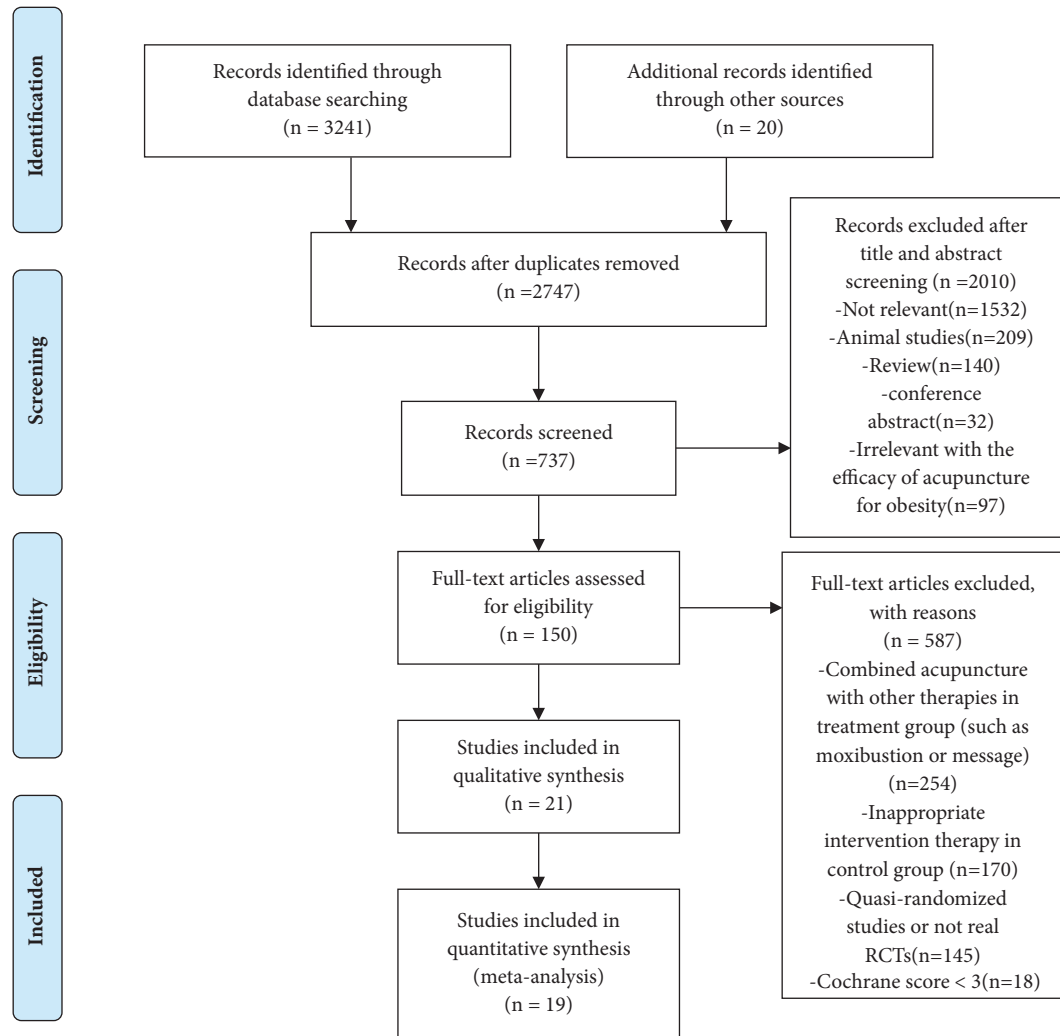 Identification
Records identified through
database searching
(n = 3241)
Additional records identified
through other sources
(n = 20)
Records after duplicates removed
(n =2747)
Screening
Records screened
(n =737)
Records excluded after
title and abstract
screening (n =2010)
-Not relevant(n=1532)
-Animal studies(n=209)
-Review(n=140)
-conference
abstract(n=32)
-Irrelevant with the
efficacy of acupuncture
for obesity(n=97)
Eligibility
Full-text articles assessed
for eligibility
(n = 150)
Full-text articles excluded,
with reasons
(n = 587)
-Combined acupuncture
with other therapies in
treatment group (such as
moxibustion or message)
(n=254)
-Inappropriate
intervention therapy in
control group (n=170)
-Quasi-randomized
studies or not real
RCTs(n=145)
-Cochrane score < 3(n=18)
Studies included in
qualitative synthesis
(n = 21)
Included
Studies included in
quantitative synthesis
(meta-analysis)
(n = 19)